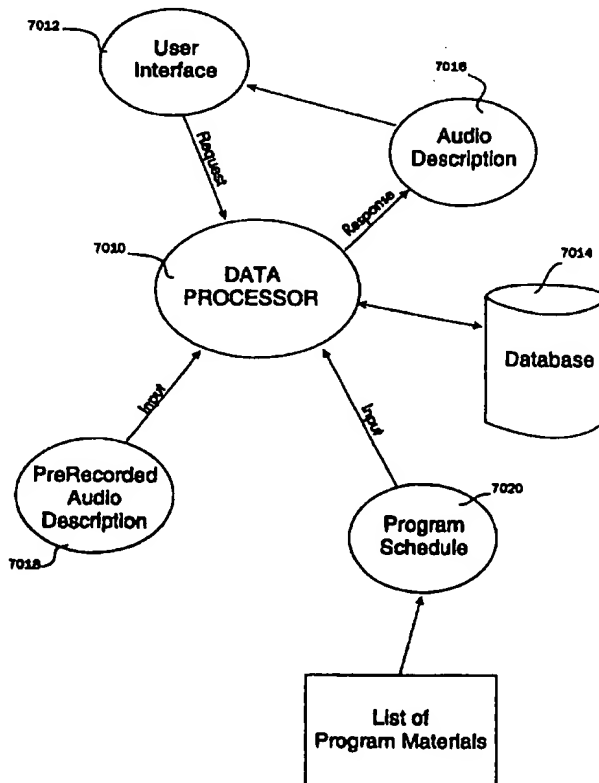 7012
User
Interface
7016
Audio
Description
Request
Response
7010
DATA
PROCESSOR
7014
Database
Input
Input
PreRecorded
Audio
Description
7018
7020
Program
Schedule
List of
Program Materials